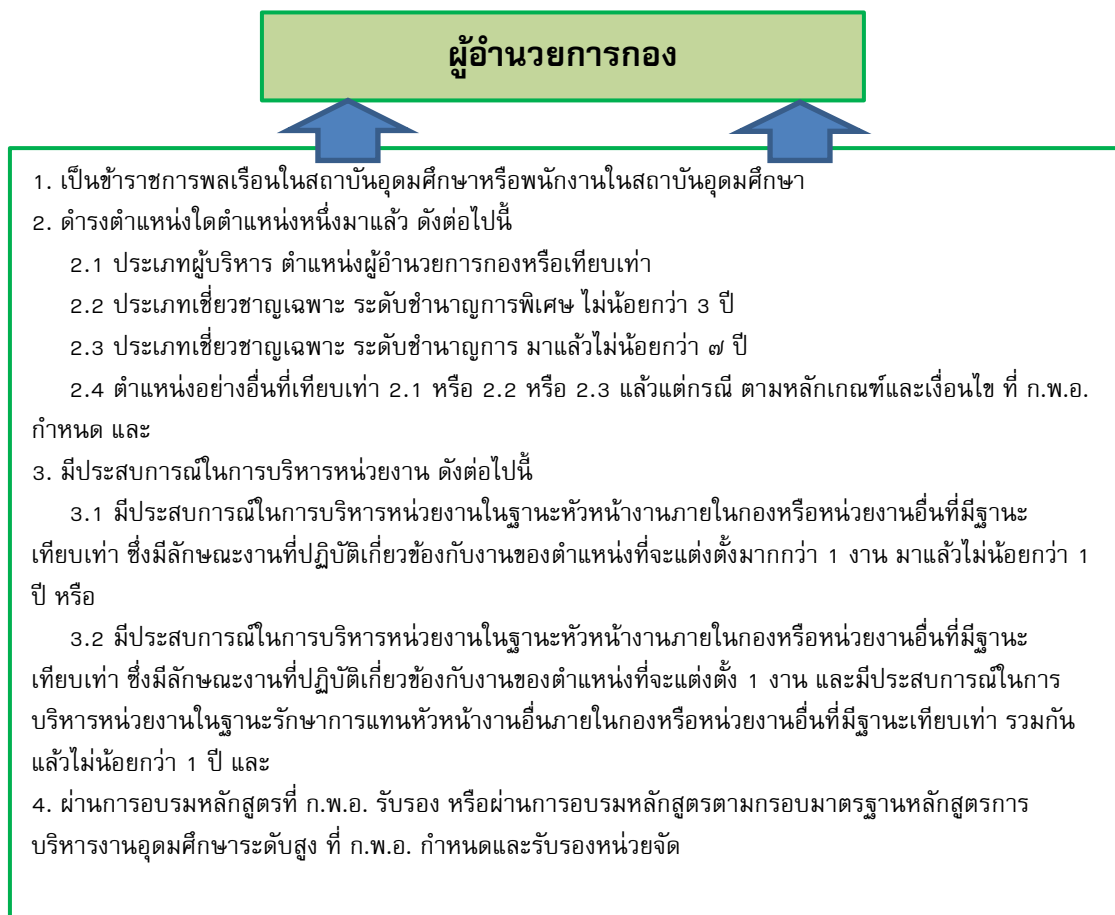 ผู้อำนวยการกอง
1. เป็นข้าราชการพลเรือนในสถาบันอุดมศึกษาหรือพนักงานในสถาบันอุดมศึกษา
2. ดำรงตำแหน่งใดตำแหน่งหนึ่งมาแล้ว ดังต่อไปนี้
2.1 ประเภทผู้บริหาร ตำแหน่งผู้อำนวยการกองหรือเทียบเท่า
2.2 ประเภทเชี่ยวชาญเฉพาะ ระดับชำนาญการพิเศษ ไม่น้อยกว่า 3 ปี
2.3 ประเภทเชี่ยวชาญเฉพาะ ระดับชำนาญการ มาแล้วไม่น้อยกว่า ๗ ปี
2.4 ตำแหน่งอย่างอื่นที่เทียบเท่า 2.1 หรือ 2.2 หรือ 2.3 แล้วแต่กรณี ตามหลักเกณฑ์และเงื่อนไข ที่ ก.พ.อ.
กำหนด และ
3. มีประสบการณ์ในการบริหารหน่วยงาน ดังต่อไปนี้
3.1 มีประสบการณ์ในการบริหารหน่วยงานในฐานะหัวหน้างานภายในกองหรือหน่วยงานอื่นที่มีฐานะ
เทียบเท่า ซึ่งมีลักษณะงานที่ปฏิบัติเกี่ยวข้องกับงานของตำแหน่งที่จะแต่งตั้งมากกว่า 1 งาน มาแล้วไม่น้อยกว่า 1
ปี หรือ
3.2 มีประสบการณ์ในการบริหารหน่วยงานในฐานะหัวหน้างานภายในกองหรือหน่วยงานอื่นที่มีฐานะ
เทียบเท่า ซึ่งมีลักษณะงานที่ปฏิบัติเกี่ยวข้องกับงานของตำแหน่งที่จะแต่งตั้ง 1 งาน และมีประสบการณ์ในการ
บริหารหน่วยงานในฐานะรักษาการแทนหัวหน้างานอื่นภายในกองหรือหน่วยงานอื่นที่มีฐานะเทียบเท่า รวมกัน
แล้วไม่น้อยกว่า 1 ปี และ
4. ผ่านการอบรมหลักสูตรที่ ก.พ.อ. รับรอง หรือผ่านการอบรมหลักสูตรตามกรอบมาตรฐานหลักสูตรการ
บริหารงานอุดมศึกษาระดับสูง ที่ ก.พ.อ. กำหนดและรับรองหน่วยจัด